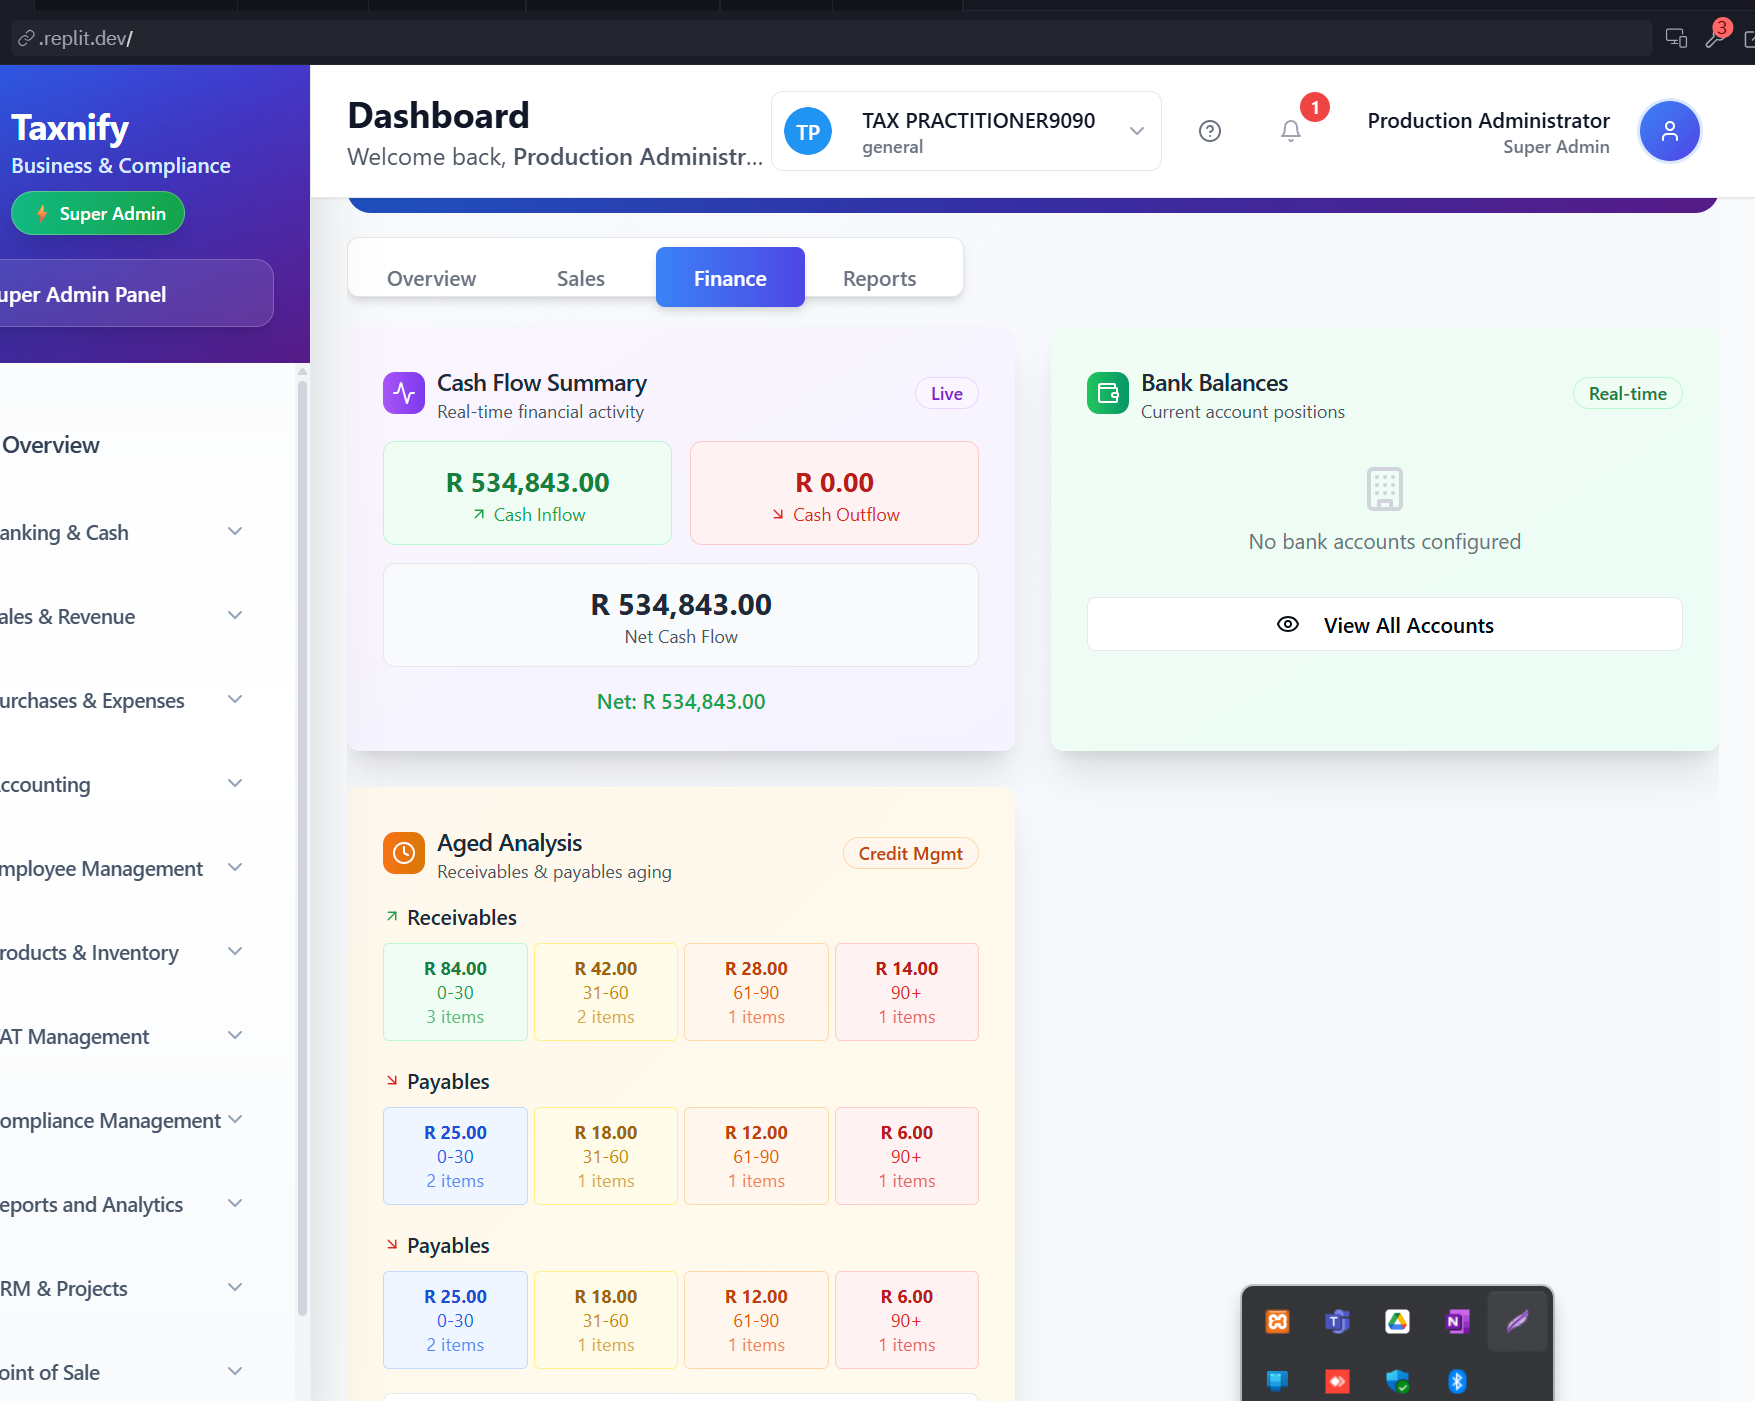 .replit.dev/
3
Taxnify
Business & Compliance
Super Admin
uper Admin Panel
Overview
anking & Cash
ales & Revenue
urchases & Expenses
ccounting
mployee Management
roducts & Inventory
AT Management
ompliance Management
eports and Analytics
RM & Projects
oint of Sale
Dashboard
Welcome back, Production Administr...
TP
TAX PRACTITIONER9090
general
1
Production Administrator
Super Admin
Overview
Sales
Finance
Reports
Cash Flow Summary
Real-time financial activity
Live
R 534,843.00
Cash Inflow
R 0.00
Cash Outflow
R 534,843.00
Net Cash Flow
Net: R 534,843.00
Bank Balances
Current account positions
Real-time
No bank accounts configured
View All Accounts
Aged Analysis
Receivables & payables aging
Credit Mgmt
Receivables
R 84.00
0-30
3 items
R 42.00
31-60
2 items
R 28.00
61-90
1 items
R 14.00
90+
1 items
Payables
R 25.00
0-30
2 items
R 18.00
31-60
1 items
R 12.00
61-90
1 items
R 6.00
90+
1 items
Payables
R 25.00
0-30
2 items
R 18.00
31-60
1 items
R 12.00
61-90
1 items
R 6.00
90+
1 items